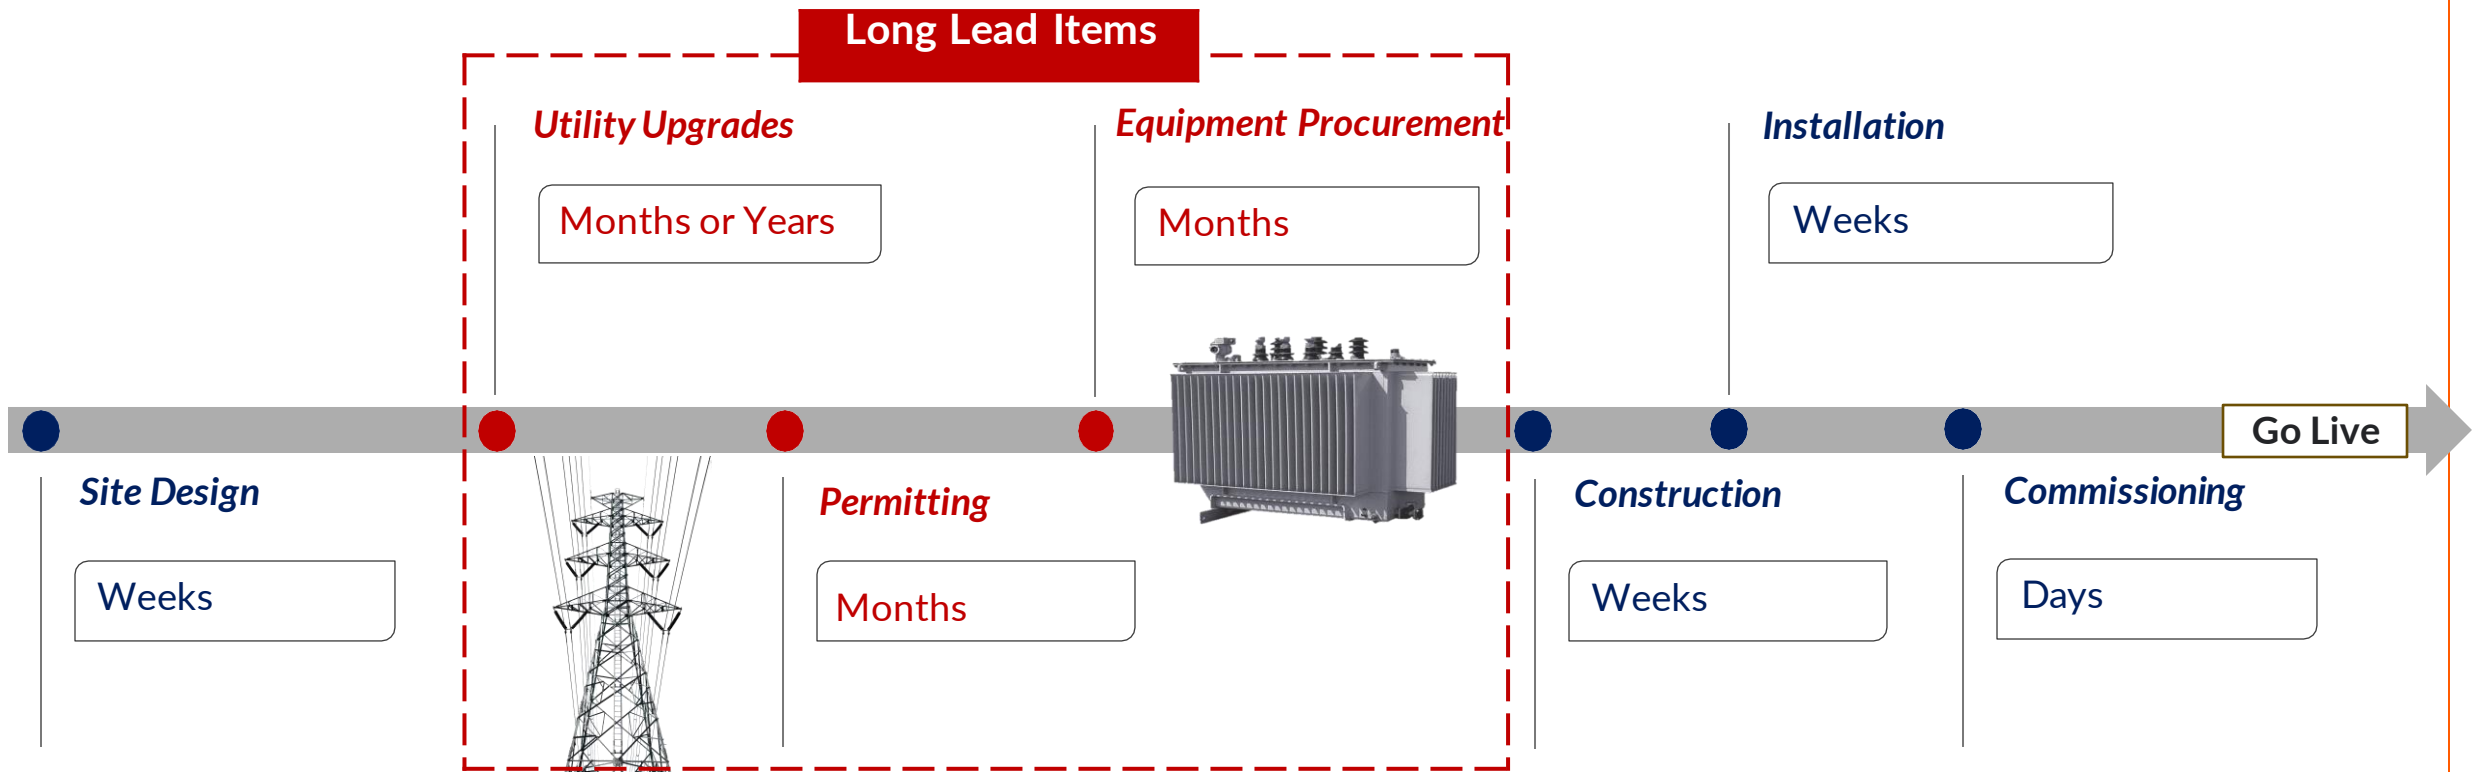 Long Lead Items
Utility Upgrades
Months or Years
Equipment Procurement
Months
Installation
Weeks
Go Live
Site Design
Weeks
Permitting
Months
Construction
Weeks
Commissioning
Days